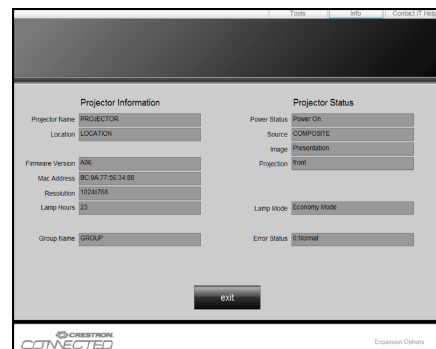 Tools Info Contact IT Help
Projector Information
Projector Name PROJECTOR
Location LOCATION
Firmware Version A06
Mac Address BC:9A:77:56:34:88
Resolution 1024x768
Lamp Hours 23
Group Name GROUP
Projector Status
Power Status Power On.
Source COMPOSITE
Image Presentation
Projection front
Lamp Mode Economy Mode
Error Status 0:Normal
exit
CRESTRON
CONNECTED
Expansion Options